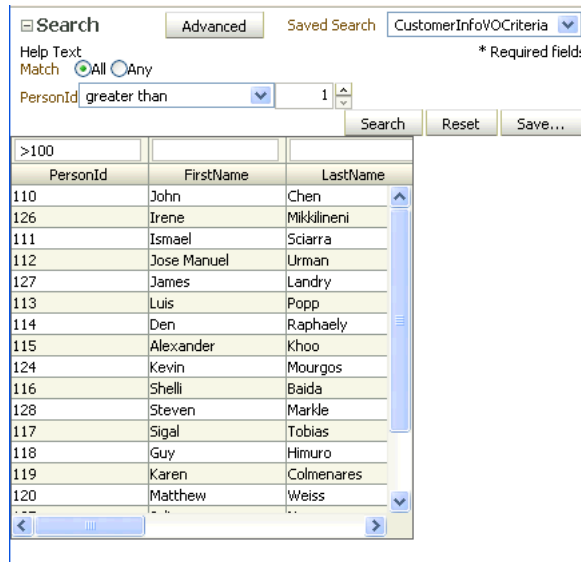 Search Advanced Saved Search CustomerInfoVOCriteria
Help Text * Required fields
Match All Any
PersonId greater than 1
Search Reset Save...
>100
PersonId FirstName LastName
110 John Chen
126 Irene Mikkilineni
111 Ismael Sciarra
112 Jose Manuel Urman
127 James Landry
113 Luis Popp
114 Den Raphaely
115 Alexander Khoo
124 Kevin Mourgos
116 Shelli Baida
128 Steven Markle
117 Sigal Tobias
118 Guy Himuro
119 Karen Colmenares
120 Matthew Weiss